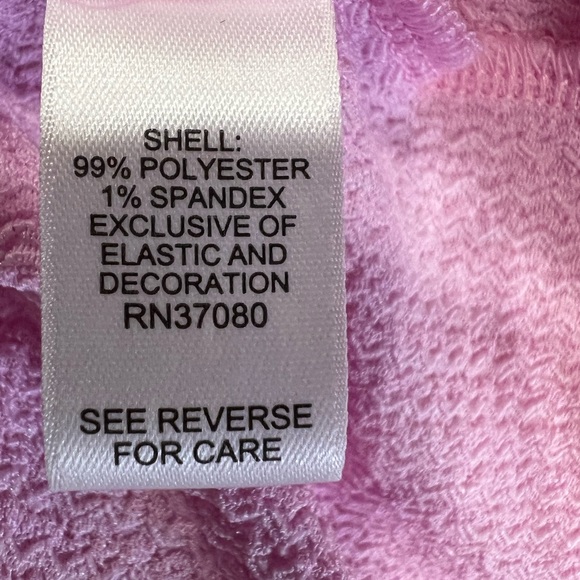 SHELL:
99% POLYESTER
1% SPANDEX
EXCLUSIVE OF
ELASTIC AND
DECORATION
RN37080
SEE REVERSE
FOR CARE